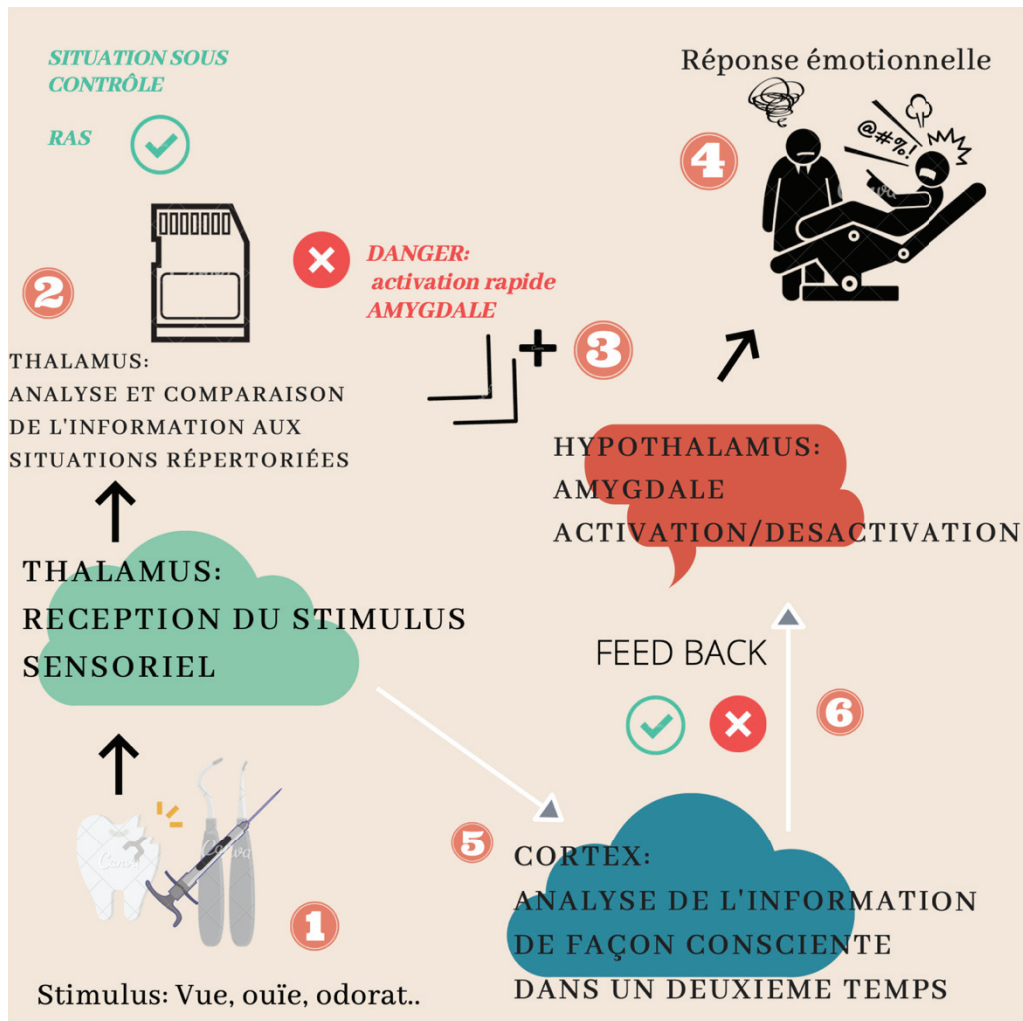 SITUATION SOUS
CONTRÔLE
RAS
Réponse émotionnelle
@#%!
4
2
DANGER:
activation rapide
AMYGDALE
+ 3
THALAMUS:
ANALYSE ET COMPARAISON
DE L'INFORMATION AUX
SITUATIONS RÉPERTORIÉES
HYPOTHALAMUS:
AMYGDALE
ACTIVATION/DESACTIVATION
THALAMUS:
RECEPTION DU STIMULUS
SENSORIEL
FEED BACK
6
5
CORTEX:
ANALYSE DE L'INFORMATION
DE FAÇON CONSCIENTE
DANS UN DEUXIEME TEMPS
Canva
Canva
1
Stimulus: Vue, ouïe, odorat..